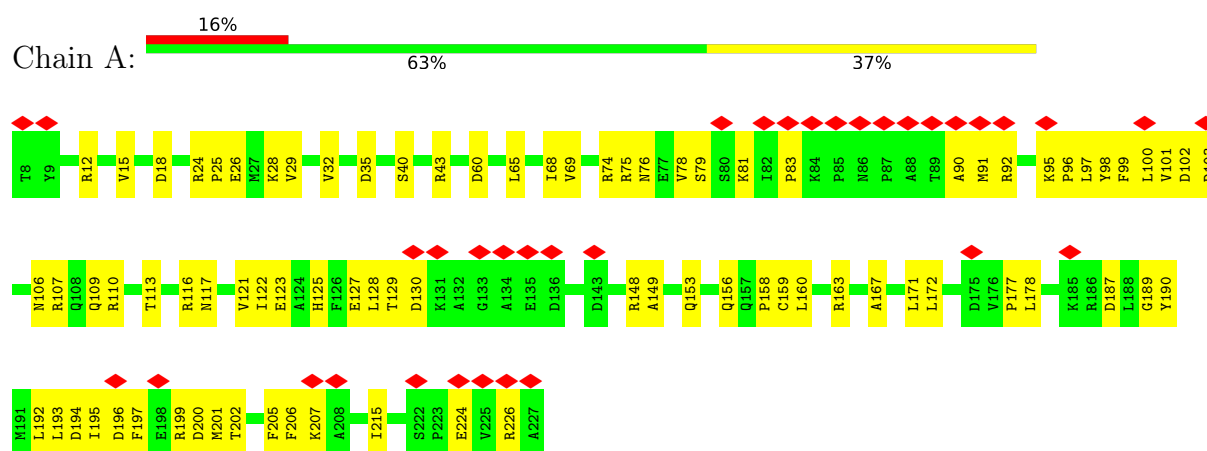 16%
Chain A:
63% 37%
T8 Y9 R12 V15 D18 R24 P25 E26 M27 K28 V29 V32 D35 S40 R43 D60 L65 I68 V69 R74 R75 N76 E77 V78 S79 S80 K81 I82 P83 K84 P85 N86 P87 A88 T89 A90 M91 R92 K95 P96 L97 Y98 F99 L100 V101 D102
N106 R107 Q108 Q109 R110 T113 R116 N117 V121 I122 E123 A124 H125 F126 E127 L128 T129 D130 K131 A132 G133 A134 E135 D136 D143 R148 A149 Q153 Q156 Q157 P158 C159 L160 R163 A167 L171 L172 D175 V176 P177 L178 K185 R186 D187 L188 G189 Y190
M191 L192 L193 D194 I195 D196 F197 E198 R199 D200 M201 T202 F205 F206 K207 A208 I215 S222 P223 E224 V225 R226 A227